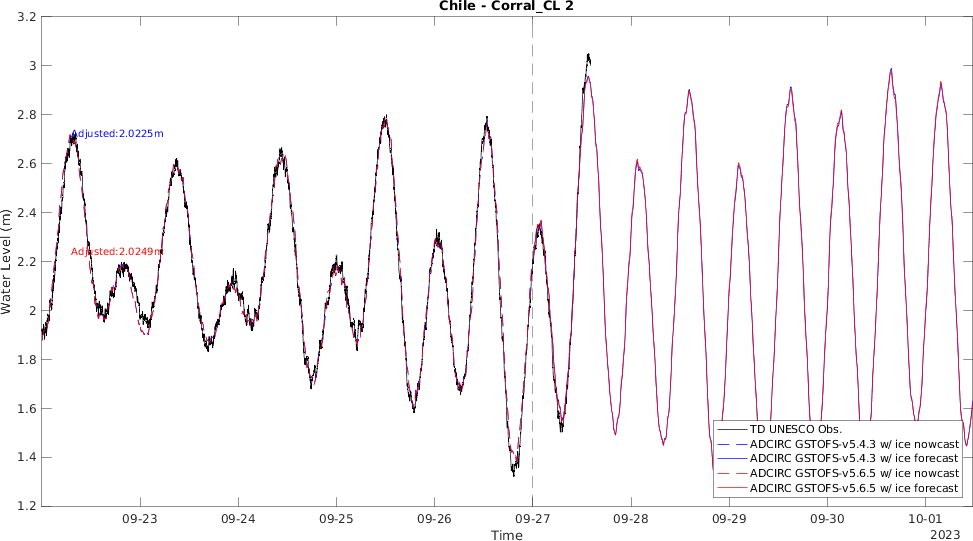 Chile - Corral_CL 2
3.2
3
2.8
2.6
2.4
2.2
2
1.8
1.6
1.4
1.2
Water Level (m)
Adjusted:2.0225m
Adjusted:2.0249m
TD UNESCO Obs.
ADCIRC GSTOFS-v5.4.3 w/ ice nowcast
ADCIRC GSTOFS-v5.4.3 w/ ice forecast
ADCIRC GSTOFS-v5.6.5 w/ ice nowcast
ADCIRC GSTOFS-v5.6.5 w/ ice forecast
09-23 09-24 09-25 09-26 09-27 09-28 09-29 09-30 10-01
Time
2023